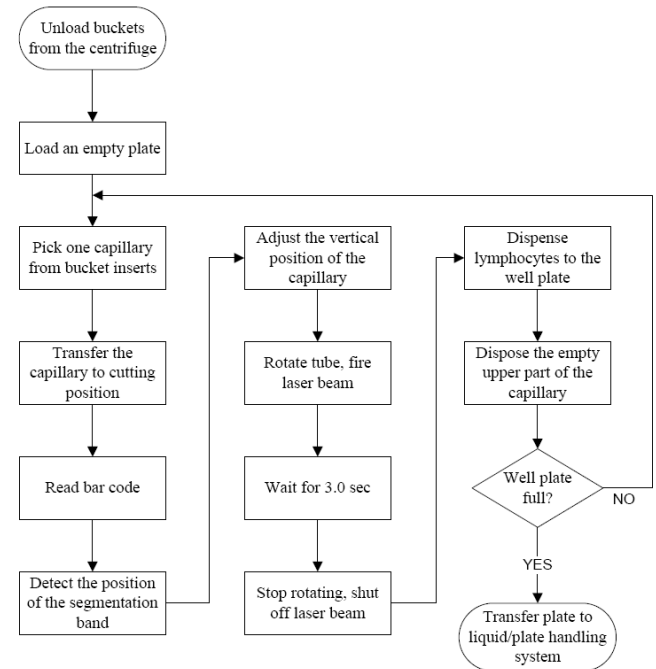 Unload buckets
from the centrifuge
Load an empty plate
Pick one capillary
from bucket inserts
Transfer the
capillary to cutting
position
Read bar code
Detect the position
of the segmentation
band
Adjust the vertical
position of the
capillary
Rotate tube, fire
laser beam
Wait for 3.0 sec
Stop rotating, shut
off laser beam
Dispense
lymphocytes to the
well plate
Dispose the empty
upper part of the
capillary
Well plate
full?
NO
YES
Transfer plate to
liquid/plate handling
system